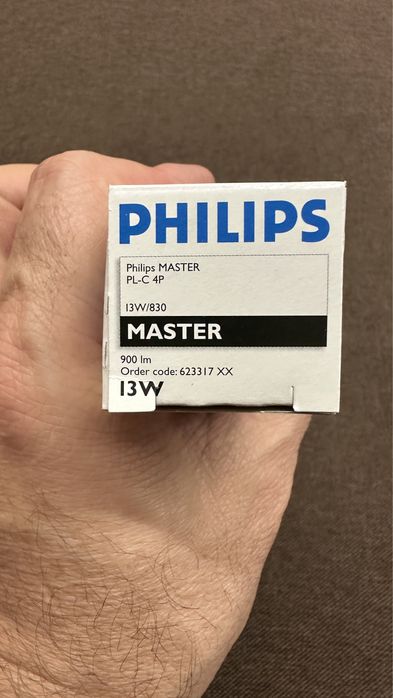 PHILIPS
Philips MASTER
PL-C 4P
13W/830
MASTER
900 lm
Order code: 623317 XX
13W